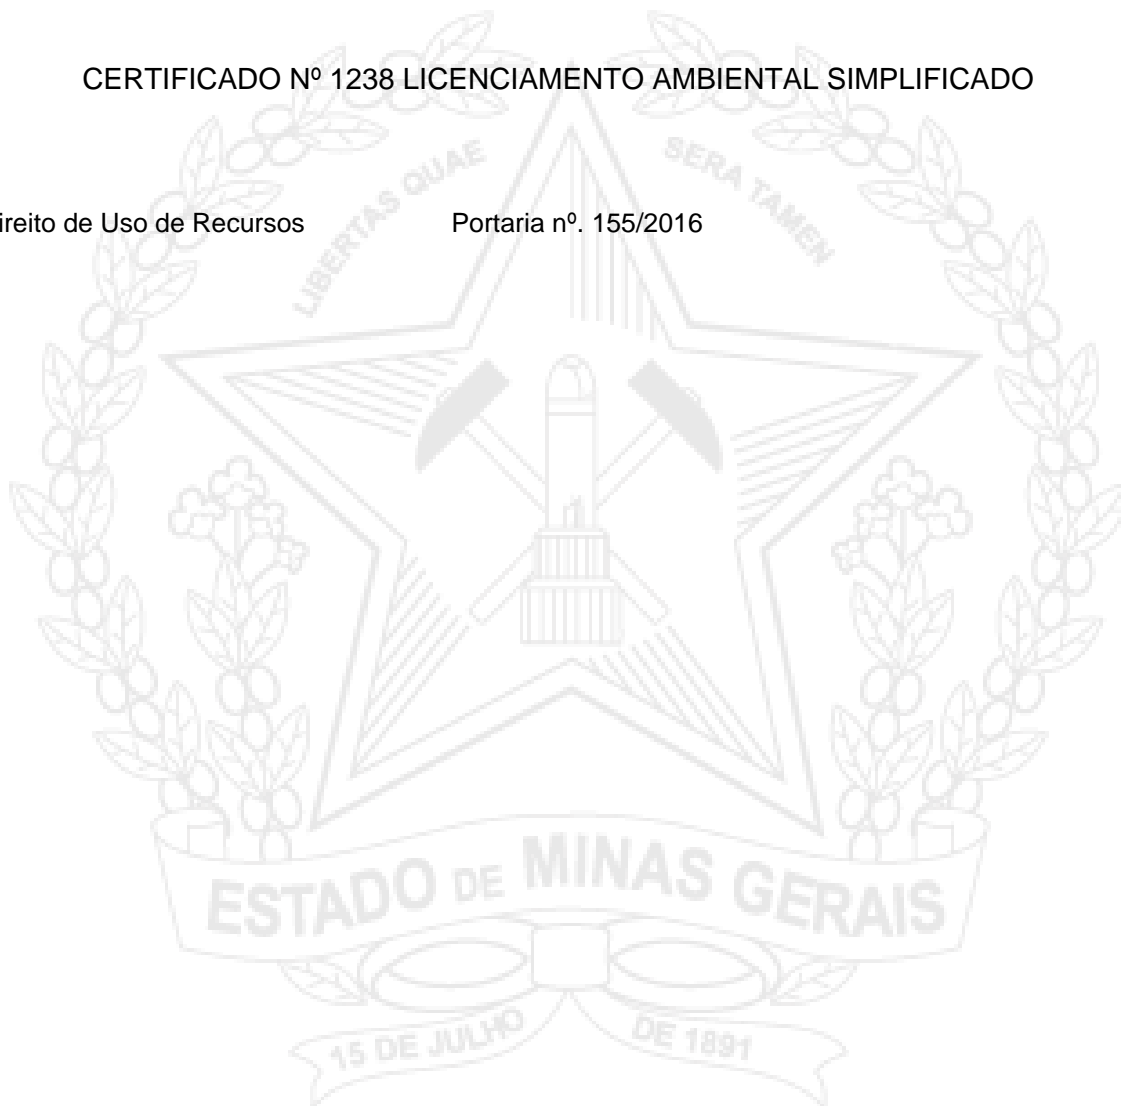 CERTIFICADO Nº 1238 LICENCIAMENTO AMBIENTAL SIMPLIFICADO
LIBERTAS QUAE SERA TAMEN
ireito de Uso de Recursos Portaria nº. 155/2016
ESTADO DE MINAS GERAIS
15 DE JULHO DE 1891